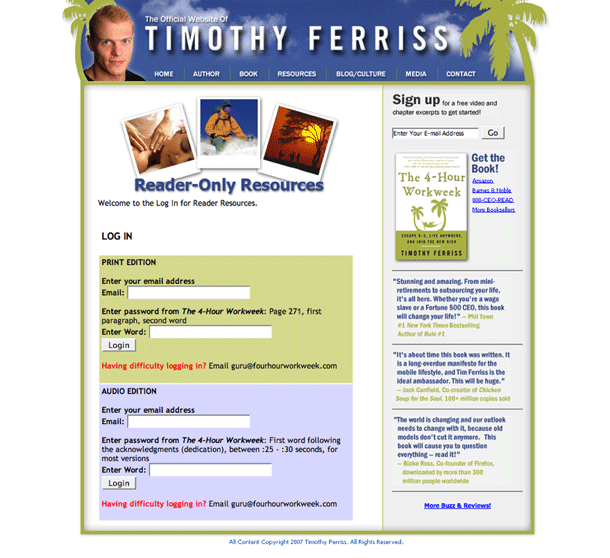 The Official Website Of
TIMOTHY FERRISS
HOME
AUTHOR
BOOK
RESOURCES
BLOG/CULTURE
MEDIA
CONTACT
Reader-Only Resources
Welcome to the Log In for Reader Resources.
LOG IN
PRINT EDITION
Enter your email address
Email:
Enter password from The 4-Hour Workweek: Page 271, first
paragraph, second word
Enter Word:
Login
Having difficulty logging in? Email guru@fourhourworkweek.com
AUDIO EDITION
Enter your email address
Email:
Enter password from The 4-Hour Workweek: First word following
the acknowledgments (dedication), between :25 - :30 seconds, for
most versions
Enter Word:
Login
Having difficulty logging in? Email guru@fourhourworkweek.com
Sign up for a free video and
chapter excerpts to get started!
Enter Your E-mail Address
Go
The 4-Hour
Workweek
ESCAPE 9-5, LIVE ANYWHERE,
AND JOIN THE NEW RICH
TIMOTHY FERRISS
Get the
Book!
Amazon
Barnes & Noble
800-CEO-READ
More Booksellers
"Stunning and amazing. From mini-
retirements to outsourcing your life,
it's all here. Whether you're a wage
slave or a Fortune 500 CEO, this book
will change your life!" — Phil Town
#1 New York Times Bestselling
Author of Rule #1
"It's about time this book was written. It
is a long-overdue manifesto for the
mobile lifestyle, and Tim Ferriss is the
ideal ambassador. This will be huge."
— Jack Canfield, Co-creator of Chicken
Soup for the Soul, 100+ million copies sold
"The world is changing and our outlook
needs to change with it, because old
models don't cut it anymore. This
book will cause you to question
everything – read it!"
— Blake Ross, Co-founder of Firefox,
downloaded by more than 300
million people worldwide
More Buzz & Reviews!
All Content Copyright 2007 Timothy Ferriss. All Rights Reserved.